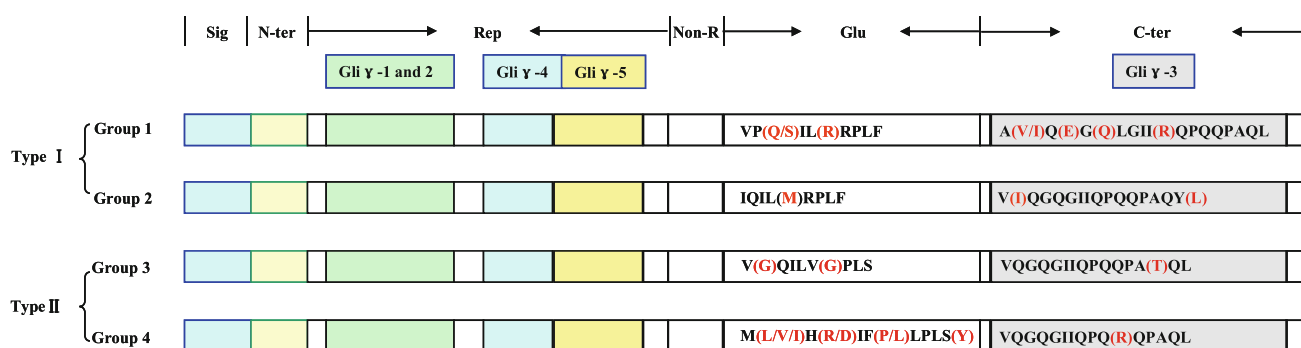 Sig N-ter Rep Non-R Glu C-ter
Gli ɣ -1 and 2 Gli ɣ -4 Gli ɣ -5 Gli ɣ -3
Group 1 VP(Q/S)IL(R)RPLF A(V/I)Q(E)G(Q)LGII(R)QPQQPAQL
Type Ⅰ
Group 2 IQIL(M)RPLF V(I)QGQGIIQPQQPAQY(L)
Group 3 V(G)QILV(G)PLS VQGQGIIQPQQPA(T)QL
Type Ⅱ
Group 4 M(L/V/I)H(R/D)IF(P/L)LPLS(Y) VQGQGIIQPQ(R)QPAQL